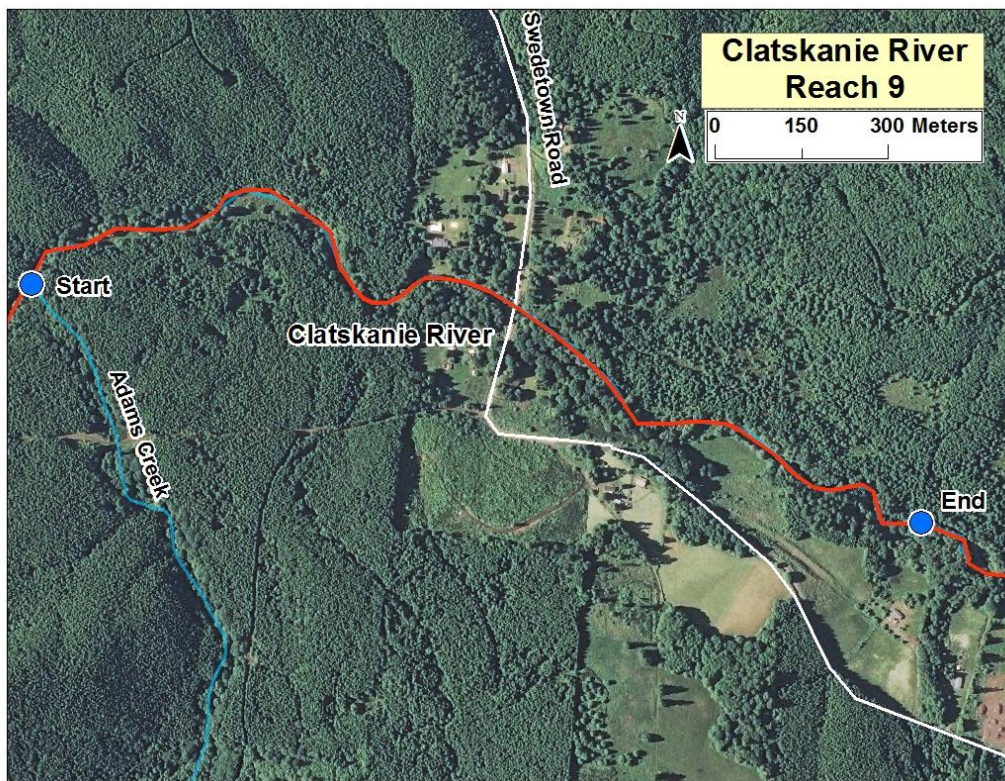 Clatskanie River
Reach 9
N
0 150 300 Meters
Swedetown Road
Start
Clatskanie River
Adams Creek
End